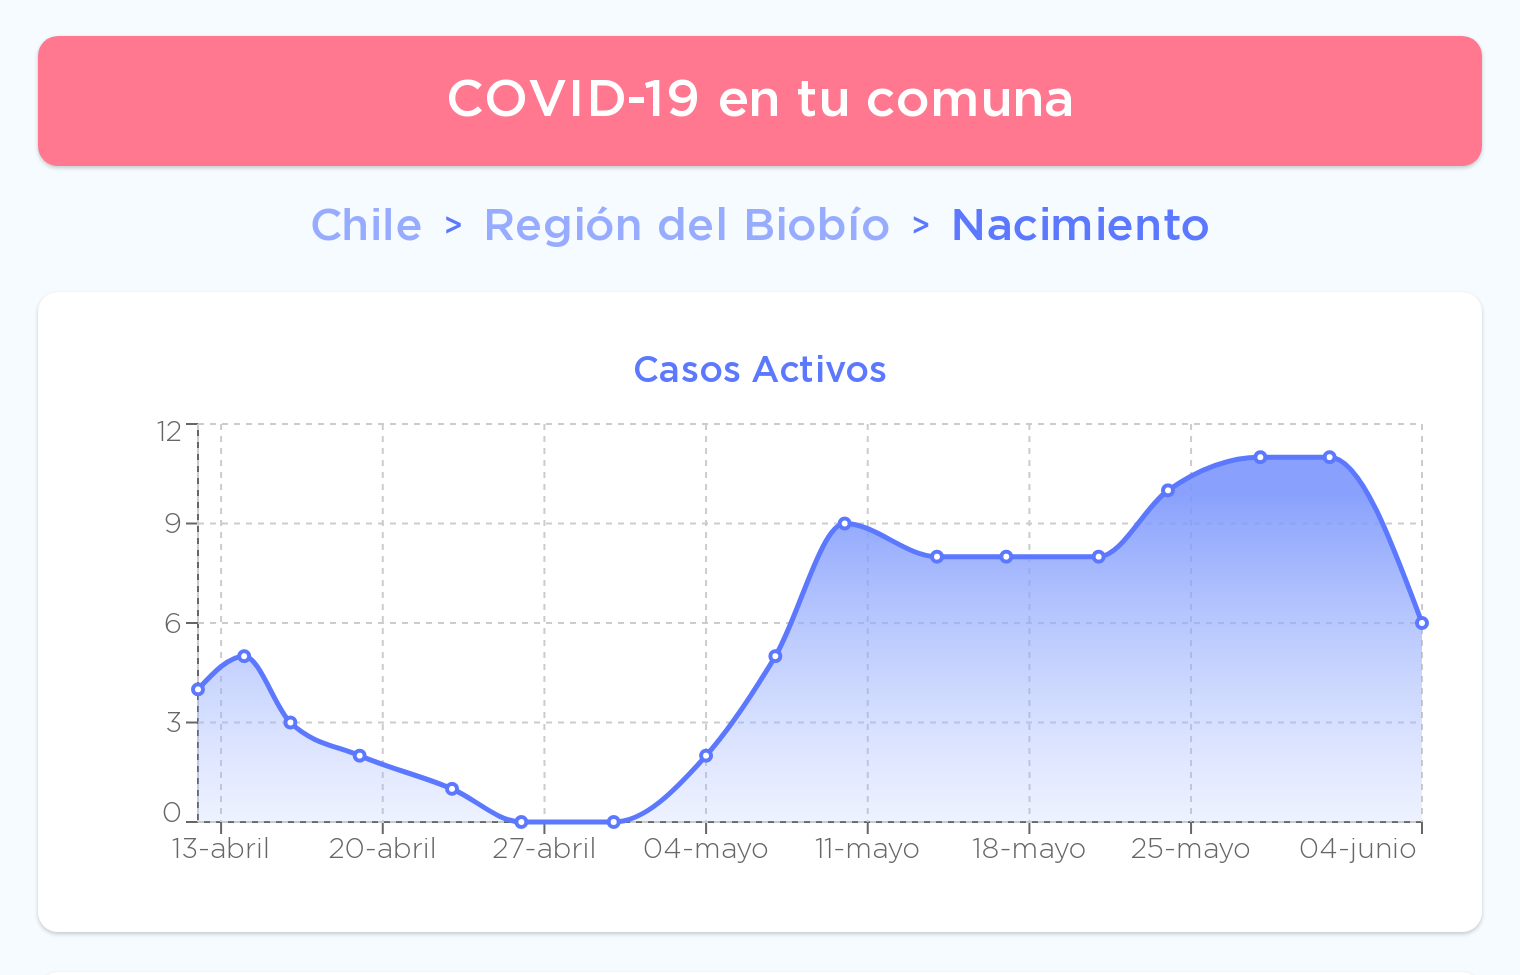 COVID-19 en tu comuna
Chile > Región del Biobío > Nacimiento
Casos Activos
12
9
6
3
0
13-abril 20-abril 27-abril 04-mayo 11-mayo 18-mayo 25-mayo 04-junio